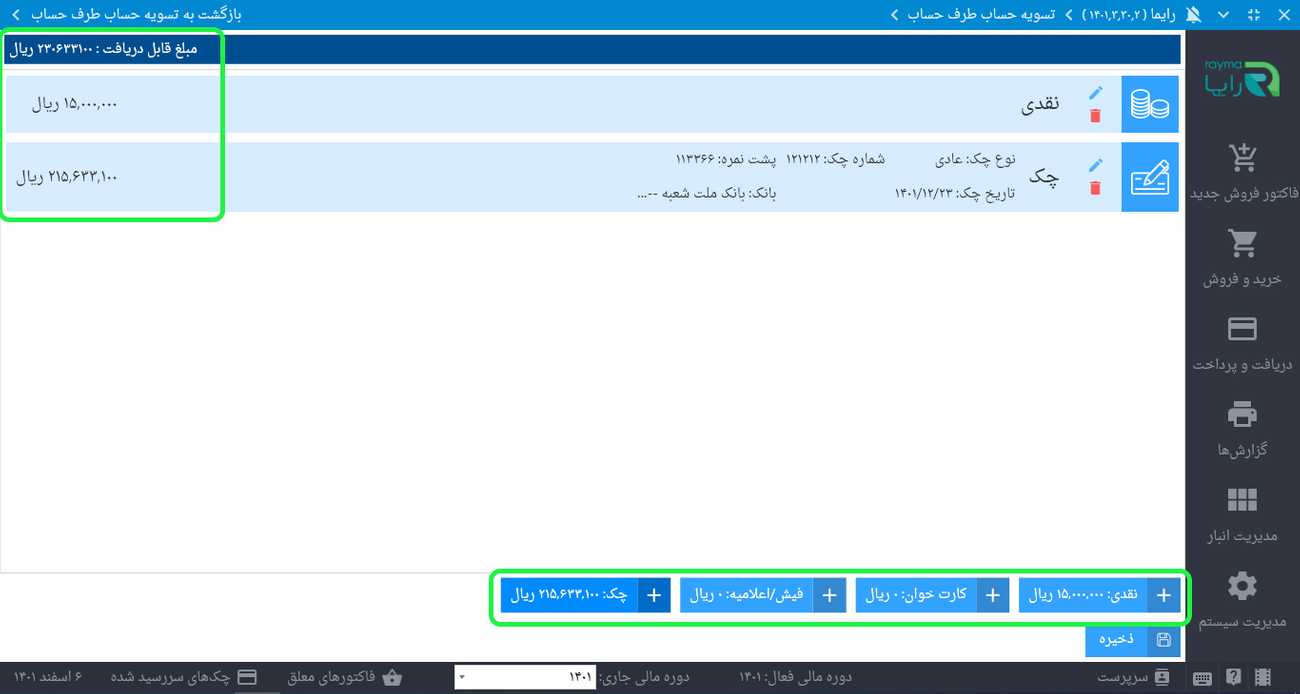 رایما ( ۱۴۰۱,۳,۳۰,۲ )
تسویه حساب طرف حساب
بازگشت به تسویه حساب طرف حساب
مبلغ قابل دریافت : ۲۳۰۶۳۳۱۰۰ ریال
نقدی
۱۵,۰۰۰,۰۰۰ ریال
چک
نوع چک: عادی
شماره چک: ۱۲۱۲۱۲
پشت نمره: ۱۱۳۳۶۶
تاریخ چک: ۱۴۰۱/۱۲/۲۳
بانک: بانک ملت شعبه --...
۲۱۵,۶۳۳,۱۰۰ ریال
rayma
رایما
فاکتور فروش جدید
خرید و فروش
دریافت و پرداخت
گزارش‌ها
مدیریت انبار
مدیریت سیستم
نقدی: ۱۵,۰۰۰,۰۰۰ ریال
کارت خوان: ۰ ریال
فیش/اعلامیه: ۰ ریال
چک: ۲۱۵,۶۳۳,۱۰۰ ریال
ذخیره
سرپرست
دوره مالی فعال: ۱۴۰۱
دوره مالی جاری: ۱۴۰۱
فاکتورهای معلق
چک‌های سررسید شده
۶ اسفند ۱۴۰۱